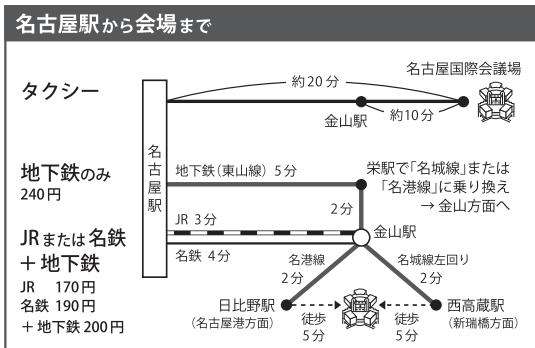 名古屋駅から会場まで
タクシー
約20分
名古屋国際会議場
金山駅
約10分
名古屋駅
地下鉄のみ
240円
地下鉄(東山線) 5分
栄駅で「名城線」または
「名港線」に乗り換え
→ 金山方面へ
2分
JRまたは名鉄
+ 地下鉄
JR 170円
名鉄 190円
+ 地下鉄200円
JR 3分
名鉄 4分
金山駅
名港線
2分
名城線左回り
2分
日比野駅
(名古屋港方面)
徒歩
5分
徒歩
5分
西高蔵駅
(新瑞橋方面)